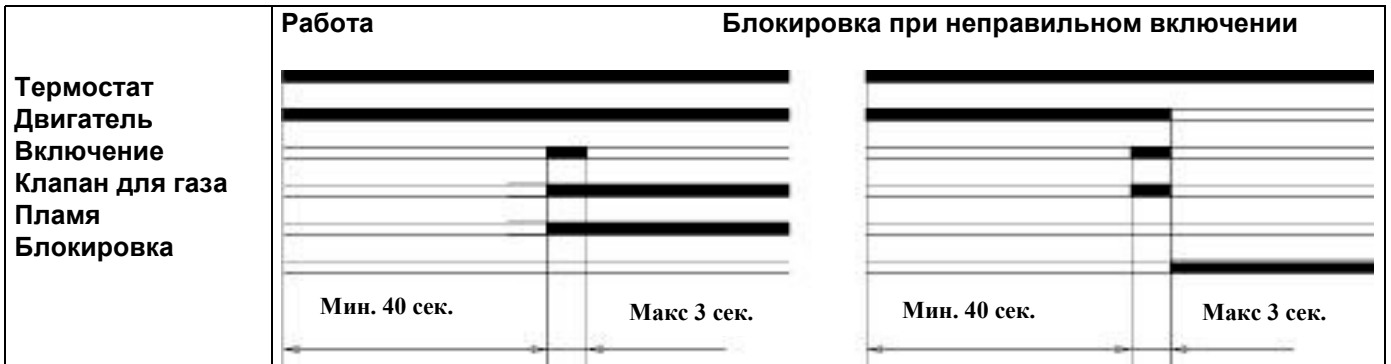 Работа Блокировка при неправильном включении
Термостат
Двигатель
Включение
Клапан для газа
Пламя
Блокировка
Мин. 40 сек. Макс 3 сек. Мин. 40 сек. Макс 3 сек.